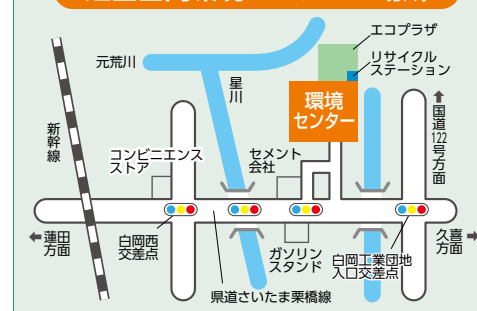 エコプラザ
リサイクル
ステーション
元荒川
星川
環境
センター
新幹線
国道122号方面
コンビニエンス
ストア
セメント
会社
蓮田
方面
白岡西
交差点
ガソリン
スタンド
白岡工業団地
入口交差点
久喜
方面
県道さいたま栗橋線